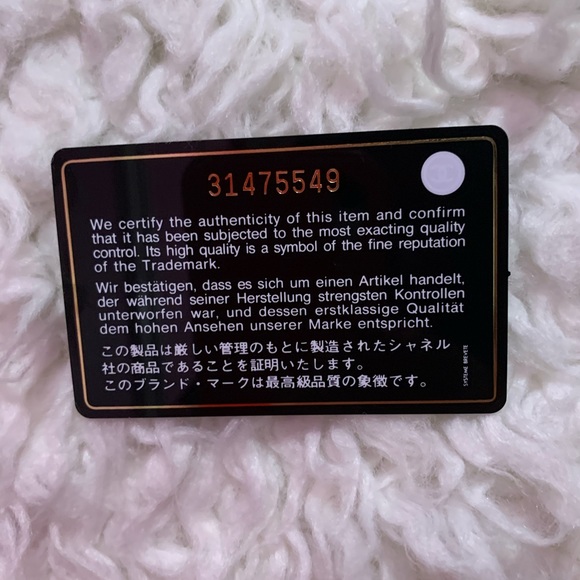 31475549
We certify the authenticity of this item and confirm
that it has been subjected to the most exacting quality
control. Its high quality is a symbol of the fine reputation
of the Trademark.
Wir bestätigen, dass es sich um einen Artikel handelt,
der während seiner Herstellung strengsten Kontrollen
unterworfen war, und dessen erstklassige Qualität
dem hohen Ansehen unserer Marke entspricht.
この製品は厳しい管理のもとに製造されたシャネル
社の商品であることを証明いたします。
このブランド・マークは最高級品質の象徴です。